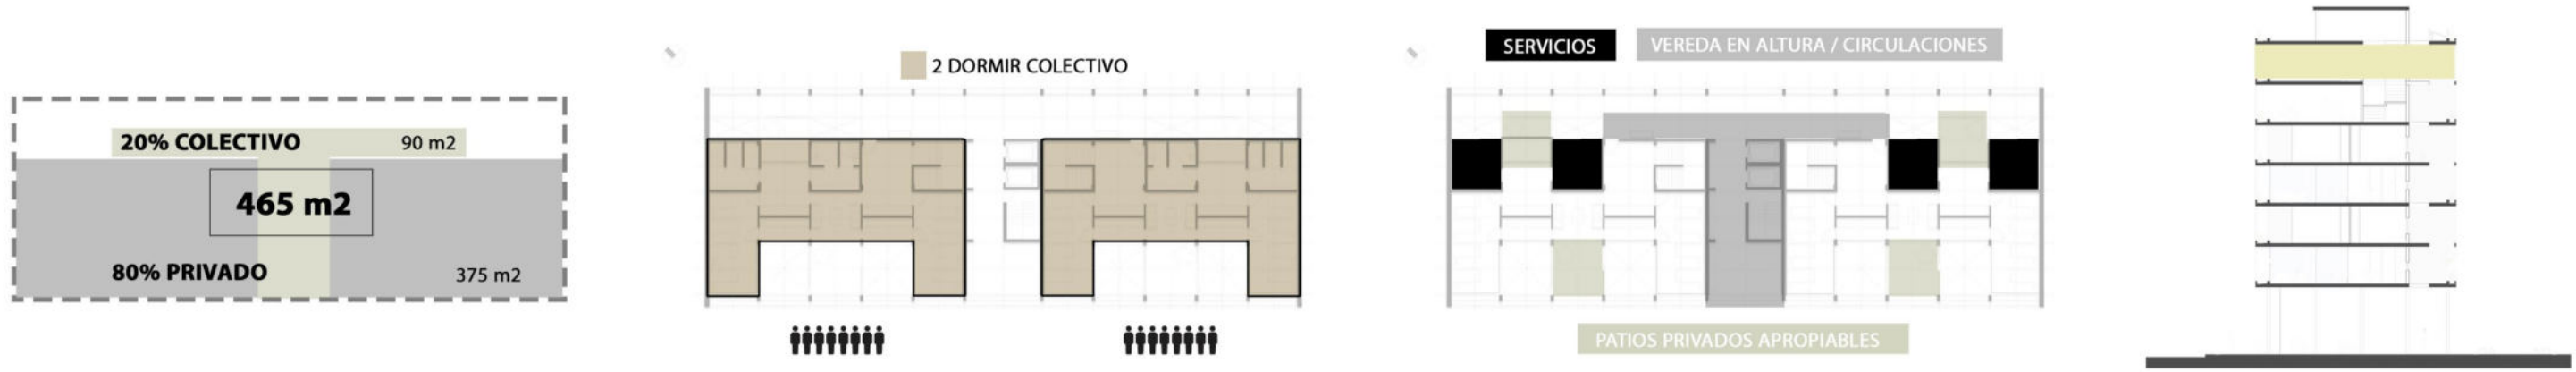 20% COLECTIVO 90 m2
465 m2
80% PRIVADO 375 m2
2 DORMIR COLECTIVO
SERVICIOS
VEREDA EN ALTURA / CIRCULACIONES
PATIOS PRIVADOS APROPIABLES